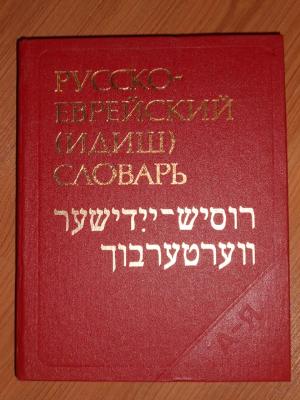 РУССКО-
ЕВРЕЙСКИЙ
(ИДИШ)
СЛОВАРЬ
רוסיש-ייִדישער
ווערטערבוך
А-Я